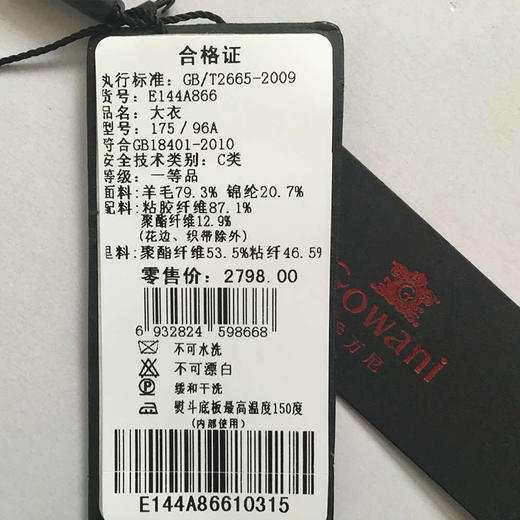 合格证
执行标准: GB/T2665-2009
货号: E144A866
品名: 大衣
型号: 175/96A
符合GB18401-2010
安全技术类别: C类
等级: 一等品
面料: 羊毛79.3% 锦纶20.7%
配料: 粘胶纤维87.1%
聚酯纤维12.9%
(花边、织带除外)
里料: 聚酯纤维53.5%粘纤46.5%
零售价: 2798.00
6 932824 598668
不可水洗
不可漂白
P 缓和干洗
熨斗底板最高温度150度
(内部使用)
E144A86610315
G
Gowani
万尼